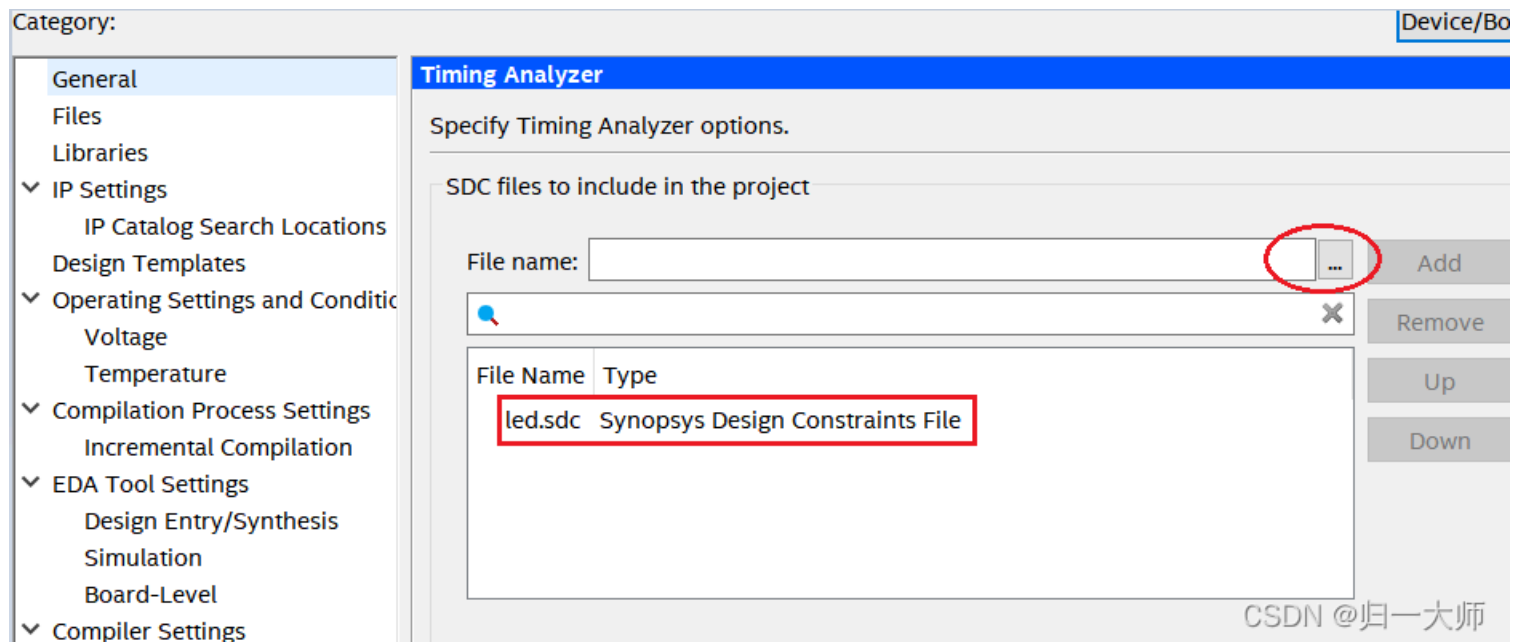 Category:
Device/Bo
General
Files
Libraries
IP Settings
IP Catalog Search Locations
Design Templates
Operating Settings and Conditic
Voltage
Temperature
Compilation Process Settings
Incremental Compilation
EDA Tool Settings
Design Entry/Synthesis
Simulation
Board-Level
Compiler Settings
Timing Analyzer
Specify Timing Analyzer options.
SDC files to include in the project
File name:
...
Add
Remove
Up
Down
File Name Type
led.sdc Synopsys Design Constraints File
CSDN @归一大师